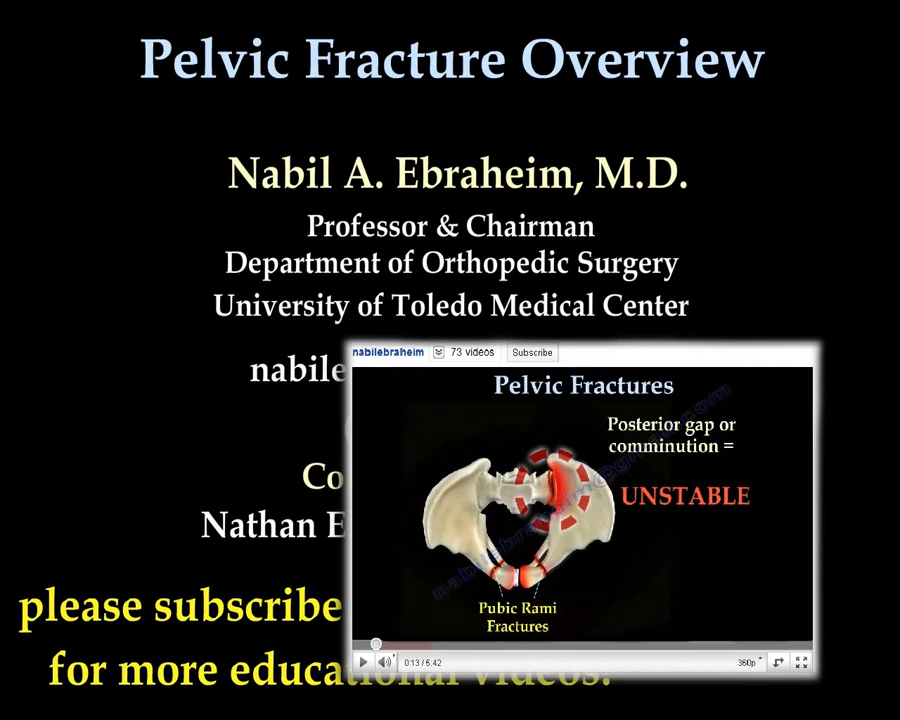 Pelvic Fracture Overview
Nabil A. Ebraheim, M.D.
Professor & Chairman
Department of Orthopedic Surgery
University of Toledo Medical Center
nabile
Co
Nathan E
please subscribe
for more educational videos.
nabilebraheim 73 videos Subscribe
Pelvic Fractures
Posterior gap or
comminution =
UNSTABLE
Pubic Rami
Fractures
0:13 / 5:42 360p